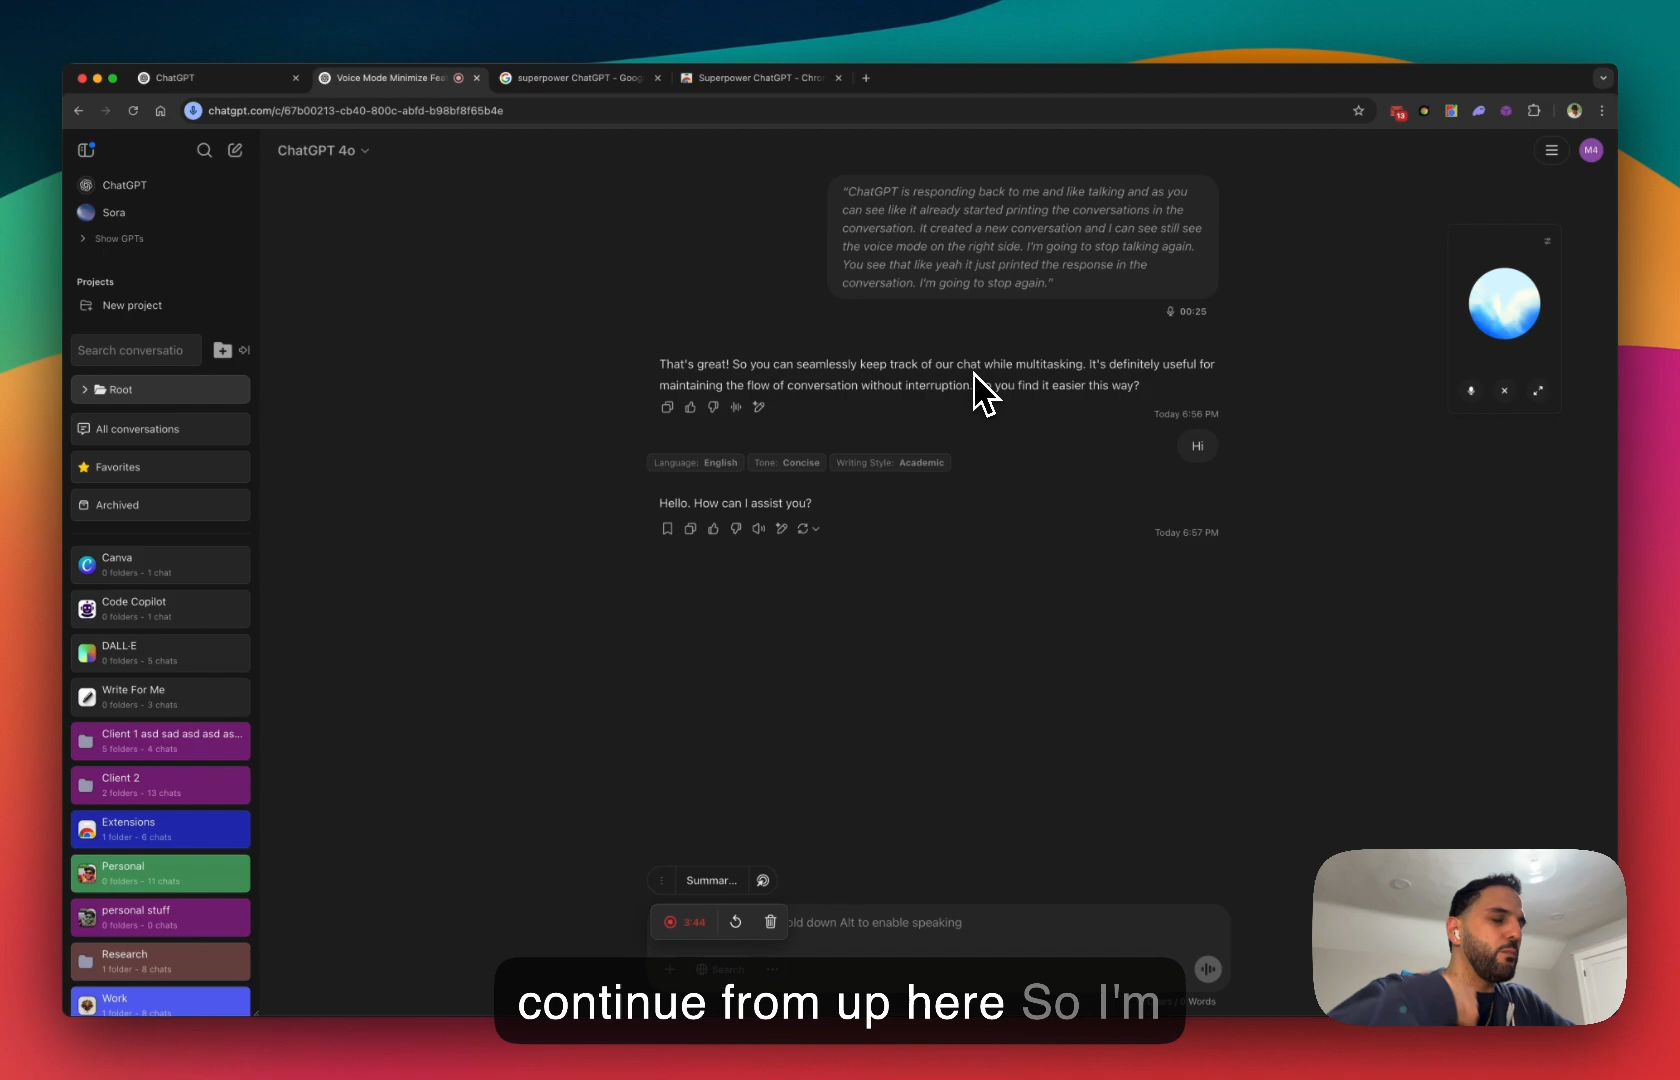 ChatGPT
Voice Mode Minimize Fea
superpower ChatGPT - Goog
Superpower ChatGPT - Chro
chatgpt.com/c/67b00213-cb40-800c-abfd-b98bf8f65b4e
13
ChatGPT 4o
M4
ChatGPT
Sora
Show GPTs
Projects
New project
Search conversatio
Root
All conversations
Favorites
Archived
Canva
0 folders - 1 chat
Code Copilot
0 folders - 1 chat
DALL·E
0 folders - 5 chats
Write For Me
0 folders - 3 chats
Client 1 asd sad asd asd as...
5 folders - 4 chats
Client 2
2 folders - 13 chats
Extensions
1 folder - 6 chats
Personal
0 folders - 11 chats
personal stuff
0 folders - 0 chats
Research
1 folder - 8 chats
Work
1 folder - 8 chats
"ChatGPT is responding back to me and like talking and as you
can see like it already started printing the conversations in the
conversation. It created a new conversation and I can see still see
the voice mode on the right side. I'm going to stop talking again.
You see that like yeah it just printed the response in the
conversation. I'm going to stop again."
00:25
That's great! So you can seamlessly keep track of our chat while multitasking. It's definitely useful for
maintaining the flow of conversation without interruption. you find it easier this way?
Today 6:56 PM
Hi
Language: English Tone: Concise Writing Style: Academic
Hello. How can I assist you?
Today 6:57 PM
Summar...
3:44
old down Alt to enable speaking
Search
0 Words
continue from up here So I'm